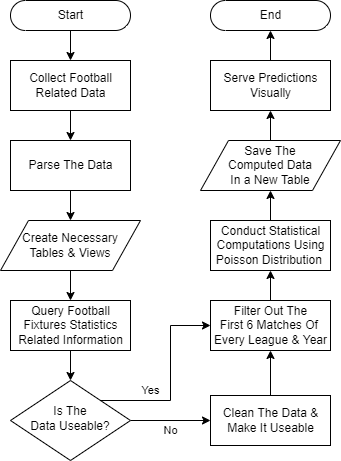 Start
Collect Football
Related Data
Parse The Data
Create Necessary
Tables & Views
Query Football
Fixtures Statistics
Related Information
Is The
Data Useable?
Yes
No
Clean The Data &
Make It Useable
Filter Out The
First 6 Matches Of
Every League & Year
Conduct Statistical
Computations Using
Poisson Distribution
Save The
Computed Data
In a New Table
Serve Predictions
Visually
End